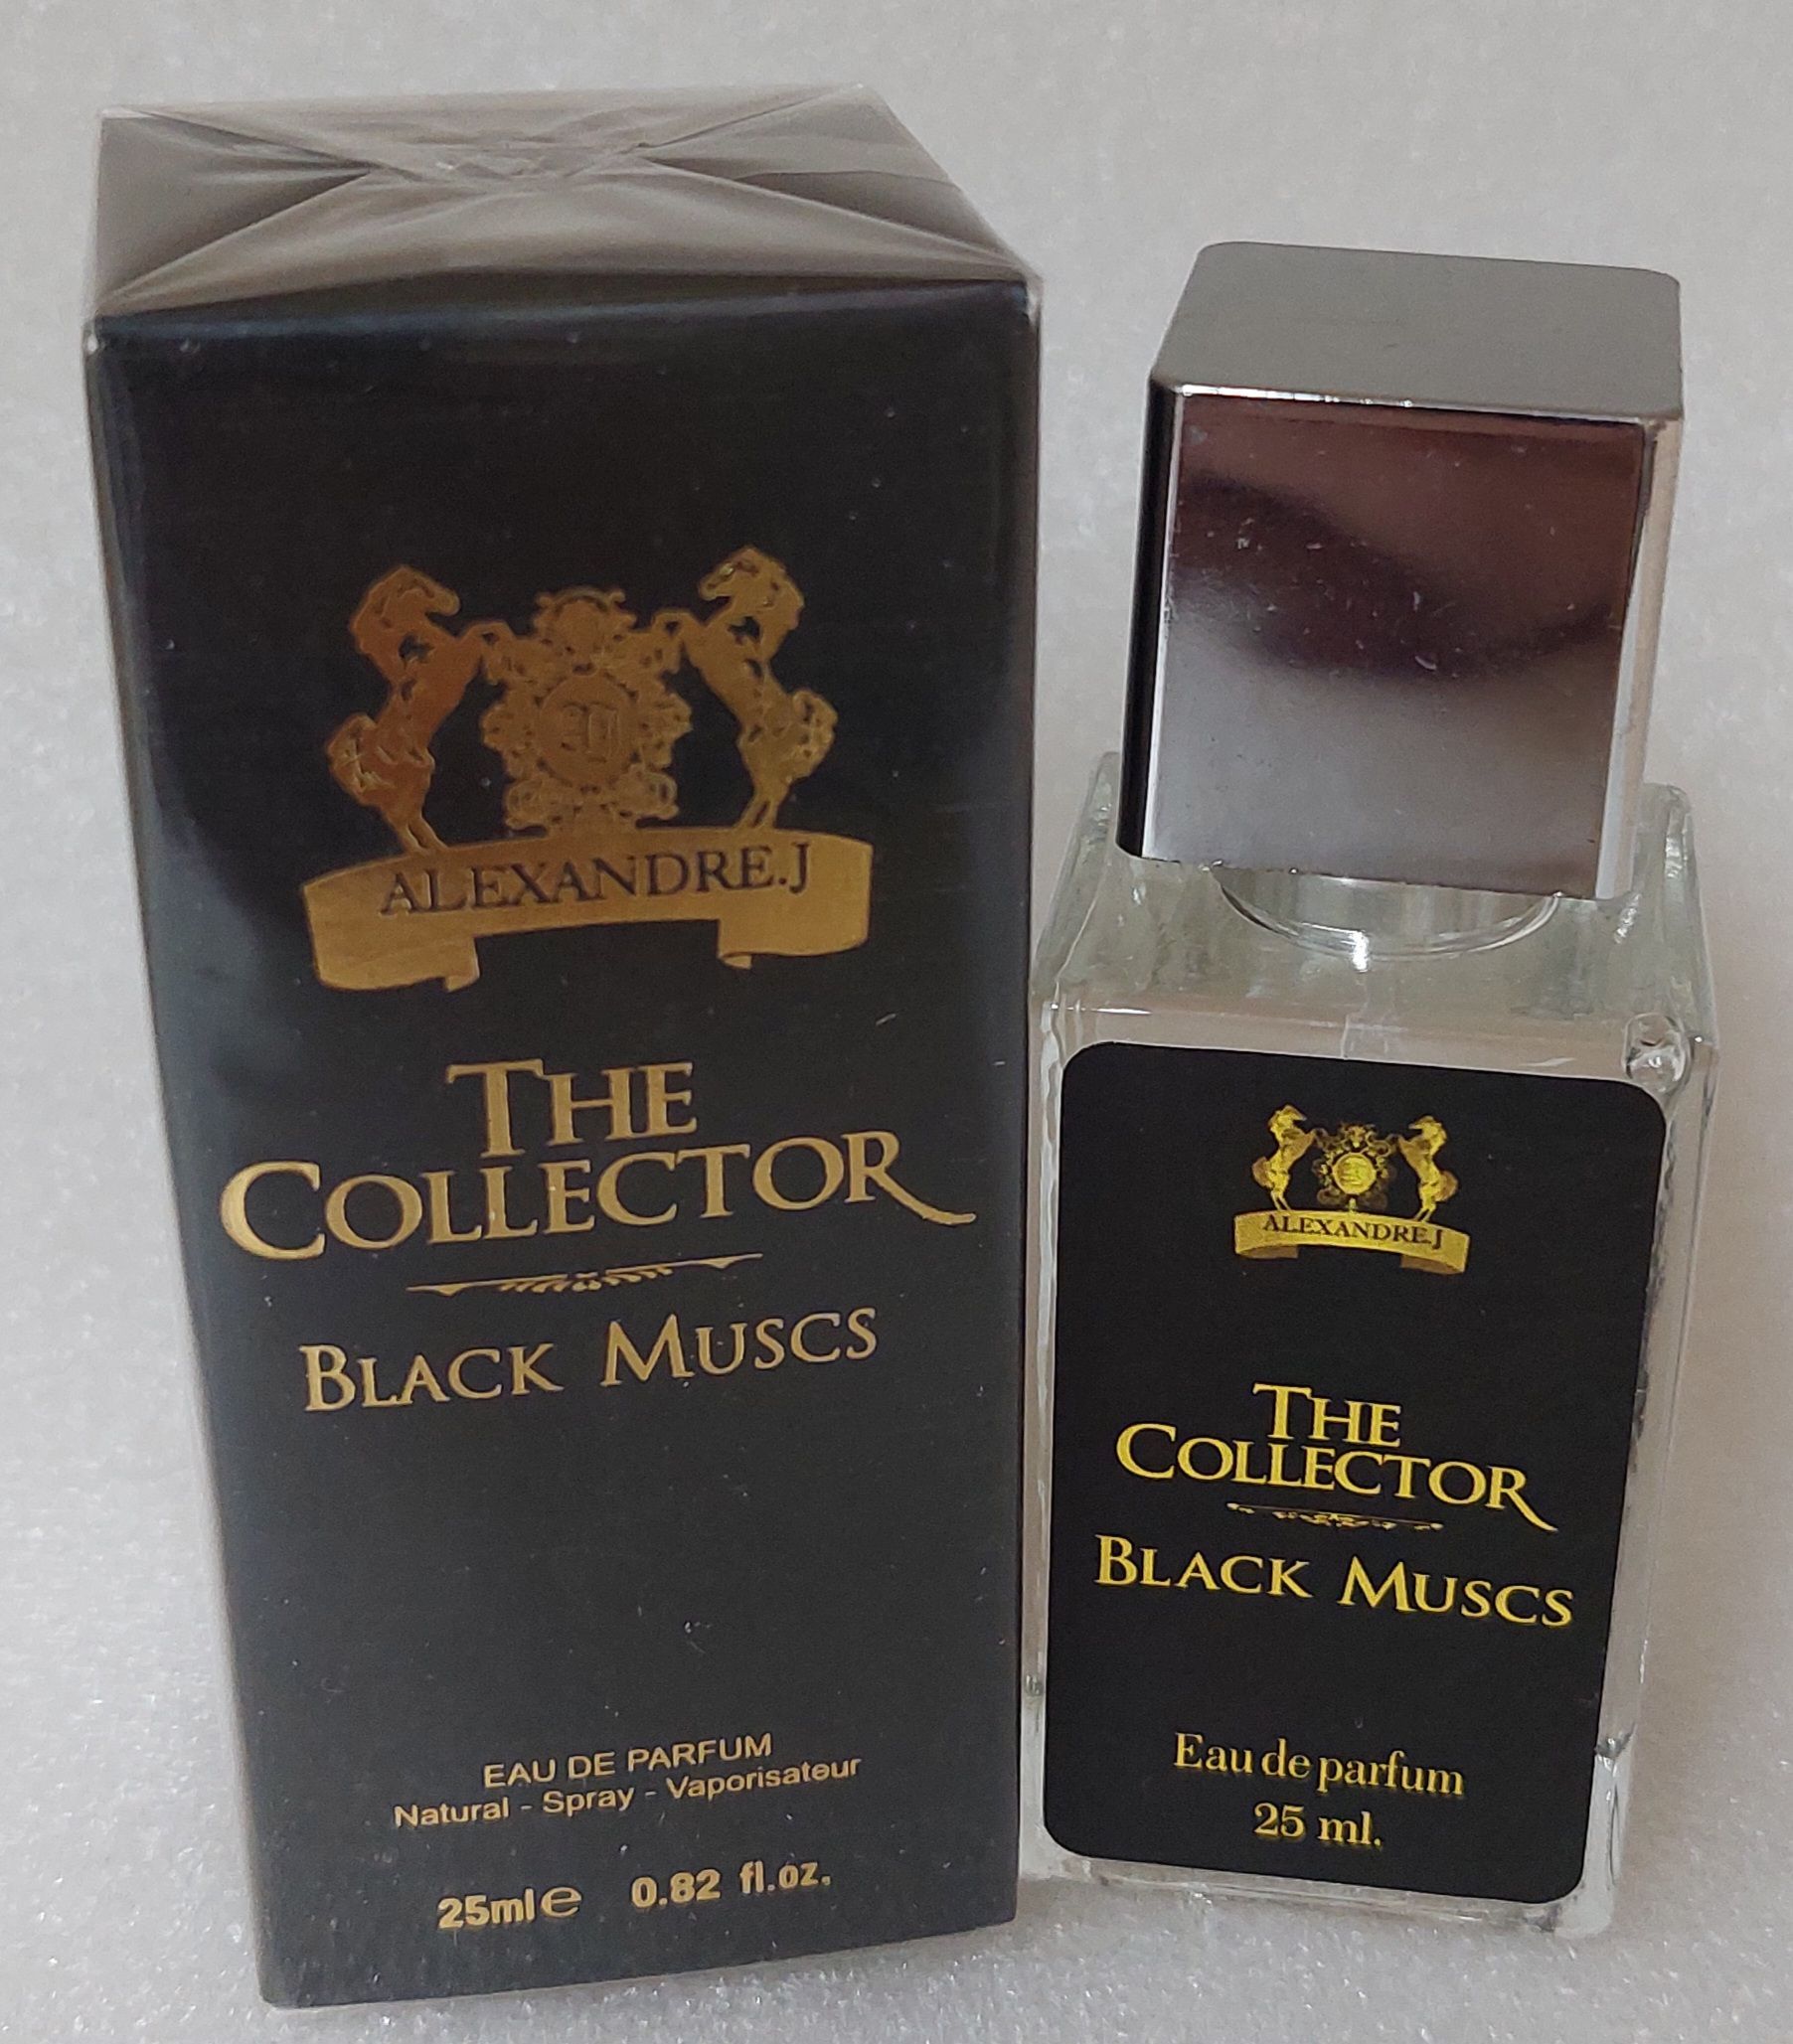 ALEXANDRE.J
THE
COLLECTOR
BLACK MUSCS
EAU DE PARFUM
Natural - Spray - Vaporisateur
25ml e 0.82 fl.oz.
ALEXANDRE.J
THE
COLLECTOR
BLACK MUSCS
Eau de parfum
25 ml.